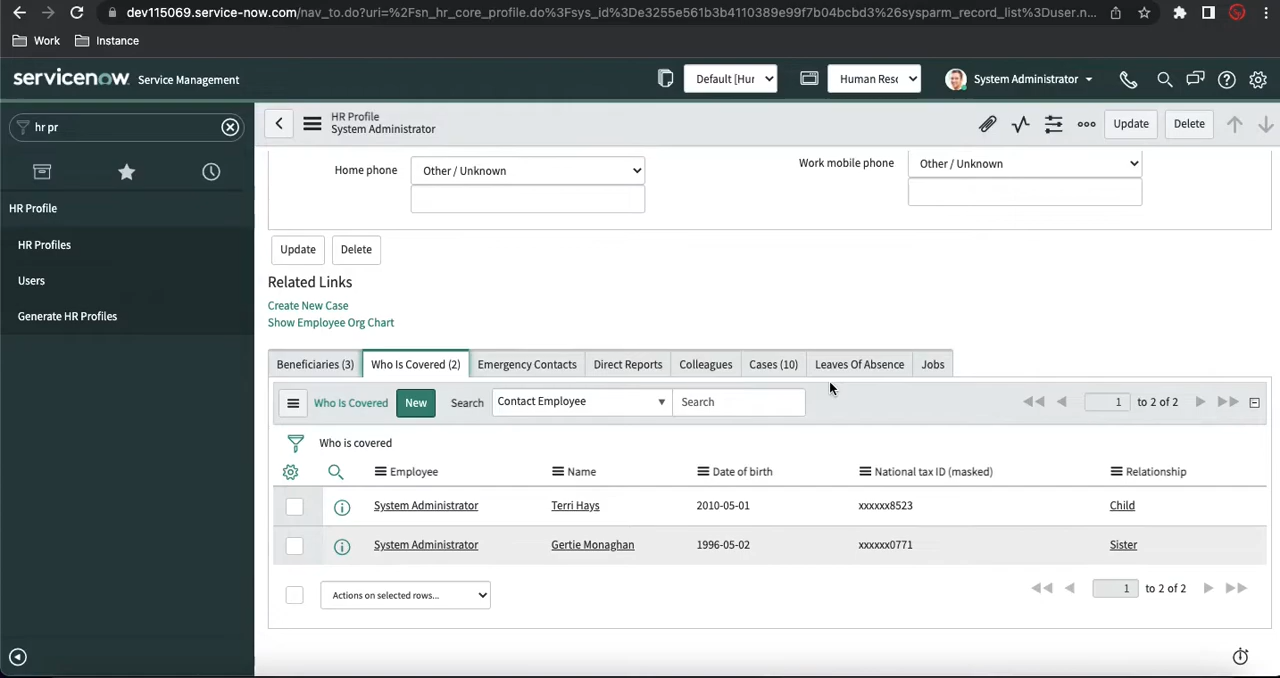 dev115069.service-now.com/nav_to.do?uri=%2Fsn_hr_core_profile.do%3Fsys_id%3De3255e561b3b4110389e99f7b04bcbd3%26sysparm_record_list%3Duser.n...
Work Instance
servicenow Service Management Default [Hur Human Resc System Administrator
hr pr
HR Profile
System Administrator
Update Delete
HR Profile
HR Profiles
Users
Generate HR Profiles
Home phone Other / Unknown Work mobile phone Other / Unknown
Update Delete
Related Links
Create New Case
Show Employee Org Chart
Beneficiaries (3) Who Is Covered (2) Emergency Contacts Direct Reports Colleagues Cases (10) Leaves Of Absence Jobs
Who Is Covered New Search Contact Employee Search 1 to 2 of 2
Who is covered
Employee Name Date of birth National tax ID (masked) Relationship
System Administrator Terri Hays 2010-05-01 xxxxxx8523 Child
System Administrator Gertie Monaghan 1996-05-02 xxxxxx0771 Sister
Actions on selected rows... 1 to 2 of 2